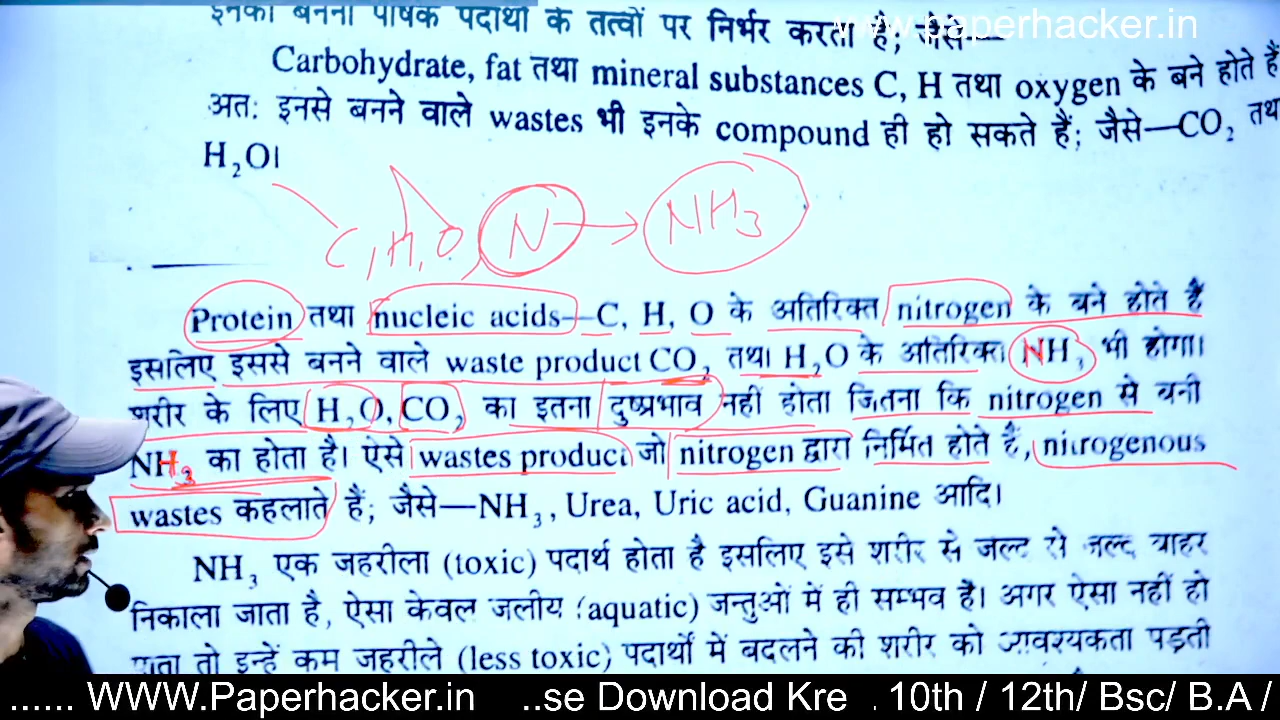 www.paperhacker.in
इनका बनना पोषक पदार्थों के तत्वों पर निर्भर करता है; जैसे—
Carbohydrate, fat तथा mineral substances C, H तथा oxygen के बने होते हैं
अत: इनसे बनने वाले wastes भी इनके compound ही हो सकते हैं; जैसे—CO₂ तथ
H₂O।
C, H, O, N → NH₃
Protein तथा nucleic acids—C, H, O के अतिरिक्त nitrogen के बने होते हैं
इसलिए इससे बनने वाले waste product CO₂ तथा H₂O के अतिरिक्त NH₃ भी होगा।
शरीर के लिए H₂O, CO₂ का इतना दुष्प्रभाव नहीं होता जितना कि nitrogen से बनी
NH₃ का होता है। ऐसे wastes product जो nitrogen द्वारा निर्मित होते हैं, nitrogenous
wastes कहलाते हैं; जैसे—NH₃, Urea, Uric acid, Guanine आदि।
NH₃ एक जहरीला (toxic) पदार्थ होता है इसलिए इसे शरीर से जल्द से जल्द बाहर
निकाला जाता है, ऐसा केवल जलीय (aquatic) जन्तुओं में ही सम्भव है। अगर ऐसा नहीं हो
पाता तो इन्हें कम जहरीले (less toxic) पदार्थों में बदलने की शरीर को आवश्यकता पड़ती
...... WWW.Paperhacker.in ..se Download Kre . 10th / 12th/ Bsc/ B.A /